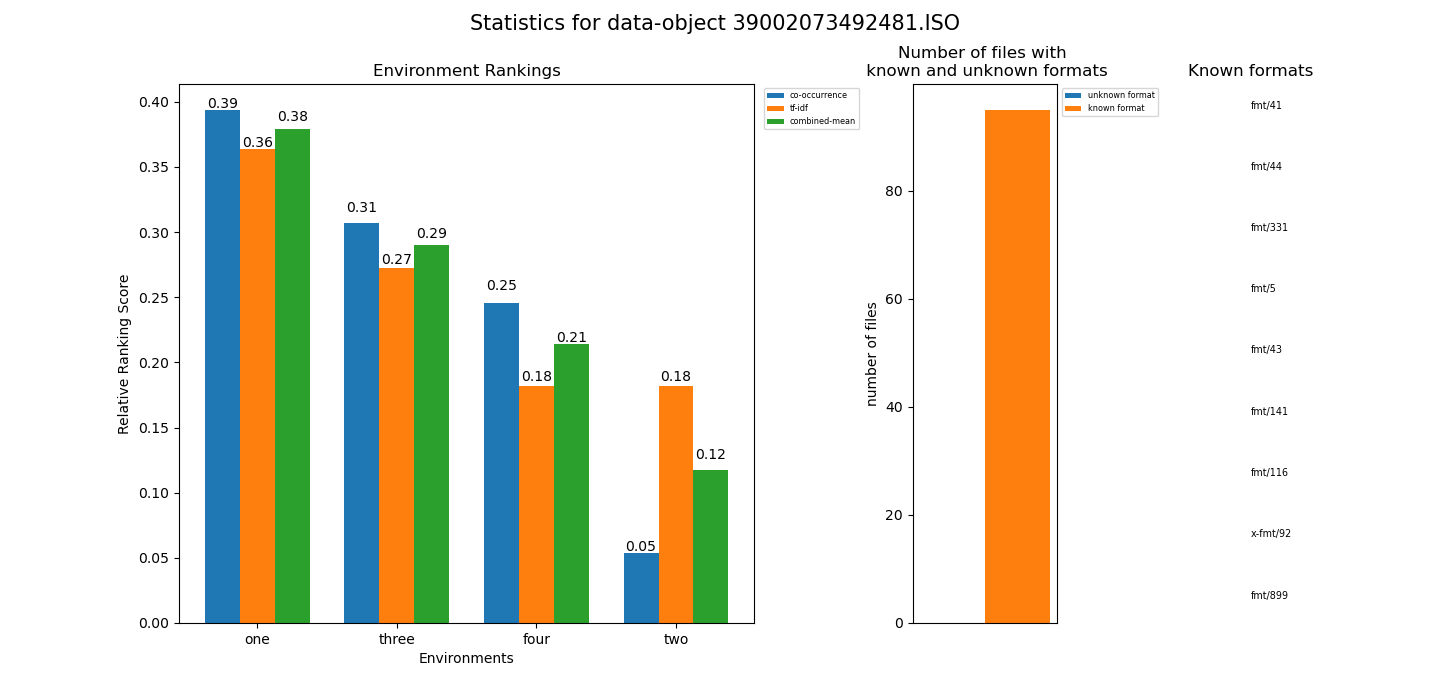 Statistics for data-object 39002073492481.ISO
Environment Rankings
Relative Ranking Score
0.40
0.35
0.30
0.25
0.20
0.15
0.10
0.05
0.00
0.39
0.36
0.38
0.31
0.27
0.29
0.25
0.18
0.21
0.05
0.18
0.12
one
three
four
two
Environments
co-occurrence
tf-idf
combined-mean
Number of files with
known and unknown formats
number of files
80
60
40
20
0
unknown format
known format
Known formats
fmt/41
fmt/44
fmt/331
fmt/5
fmt/43
fmt/141
fmt/116
x-fmt/92
fmt/899